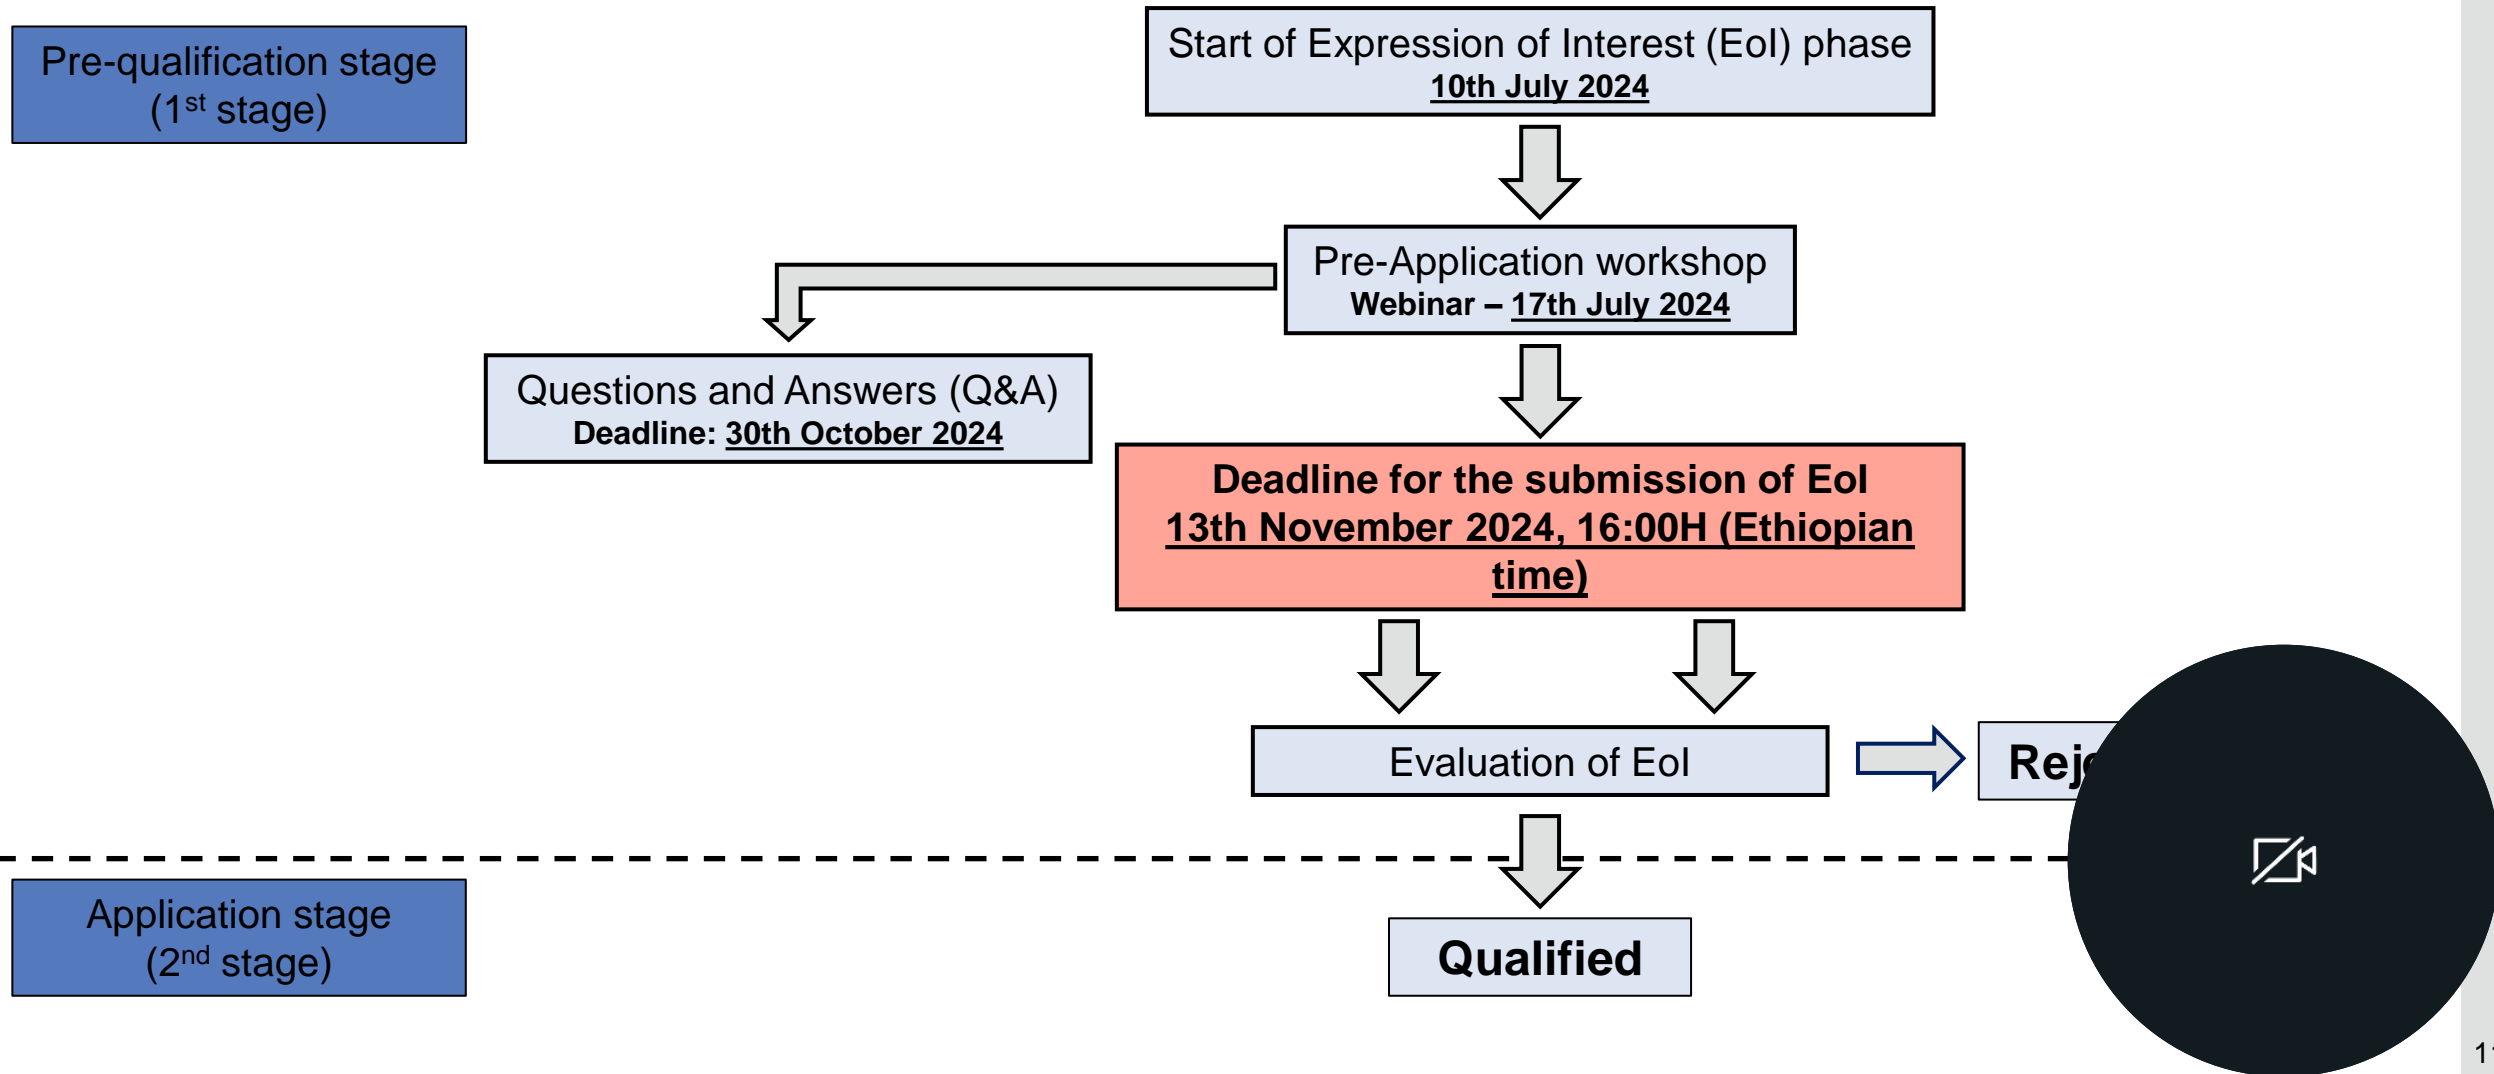 Pre-qualification stage
(1st stage)
Start of Expression of Interest (EoI) phase
10th July 2024
Pre-Application workshop
Webinar – 17th July 2024
Questions and Answers (Q&A)
Deadline: 30th October 2024
Deadline for the submission of EoI
13th November 2024, 16:00H (Ethiopian
time)
Evaluation of EoI
Application stage
(2nd stage)
Qualified